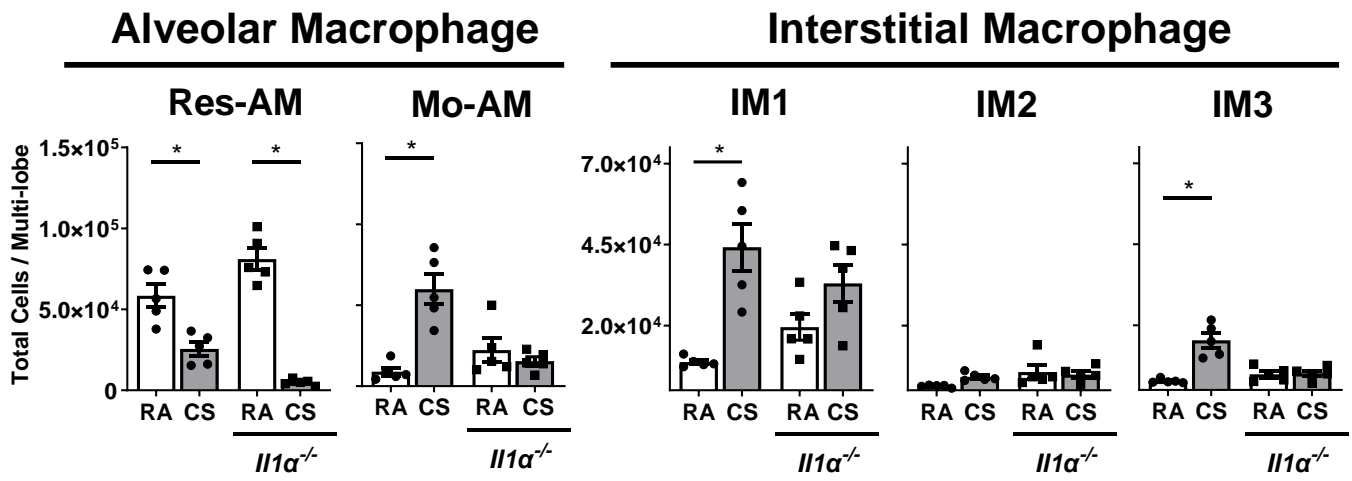 Alveolar Macrophage Interstitial Macrophage
Res-AM Mo-AM IM1 IM2 IM3
Total Cells / Multi-lobe
1.5×10⁵
1.0×10⁵
5.0×10⁴
0
* * * * *
7.0×10⁴
4.5×10⁴
2.0×10⁴
RA CS RA CS RA CS RA CS RA CS RA CS RA CS RA CS RA CS RA CS
Il1α⁻/⁻ Il1α⁻/⁻ Il1α⁻/⁻ Il1α⁻/⁻ Il1α⁻/⁻